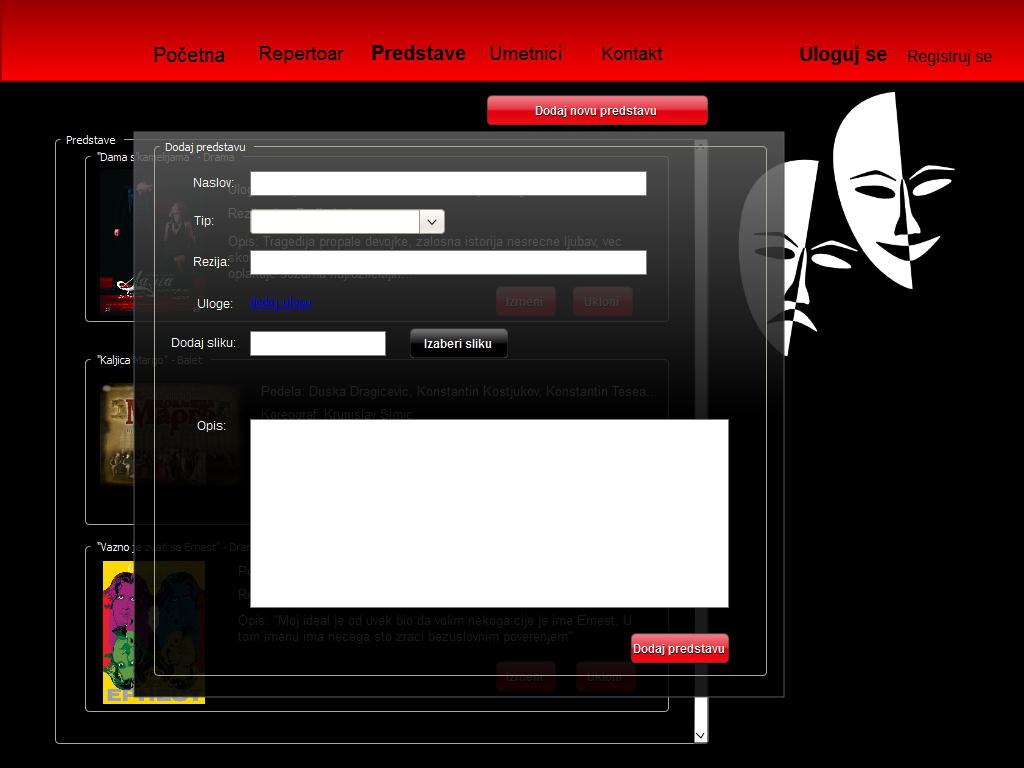 Početna Repertoar Predstave Umetnici Kontakt Uloguj se Registruj se
Dodaj novu predstavu
Predstave
Dodaj predstavu
"Dama s kamelijama" - Drama
Naslov:
Tip:
Rezija:
Opis: Tragedija propale devojke, zalosna istorija nesrecne ljubav, vec
Uloge: dodaj uloge
Izmeni Ukloni
Dodaj sliku: Izaberi sliku
"Kaljica Margo" - Balet
Podela: Duska Dragicevic, Konstantin Kostjukov, Konstantin Tesea...
Koreograf: Krunislav Simic
Opis:
"Vazno je zvati se Ernest" - Dram
Opis: "Moj ideal je od uvek bio da volim nekoga cije je ime Ernest, U
tom imenu ima necega sto zraci bezuslovnim poverenjem"
Dodaj predstavu
Izmeni Ukloni